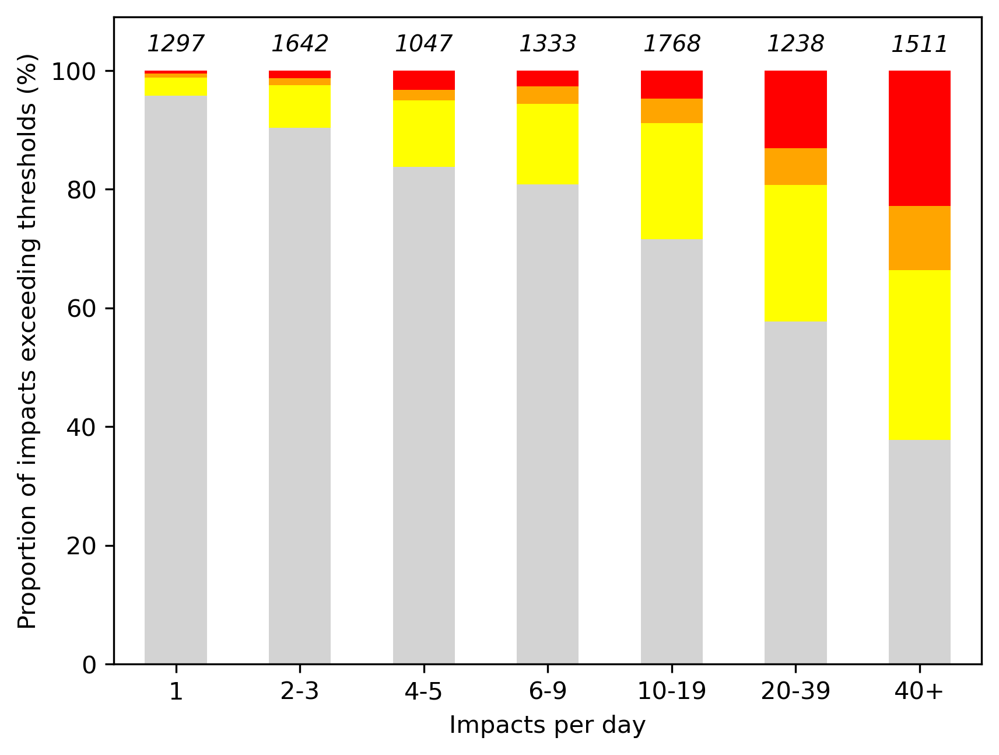 1297 1642 1047 1333 1768 1238 1511
Proportion of impacts exceeding thresholds (%)
100
80
60
40
20
0
1 2-3 4-5 6-9 10-19 20-39 40+
Impacts per day